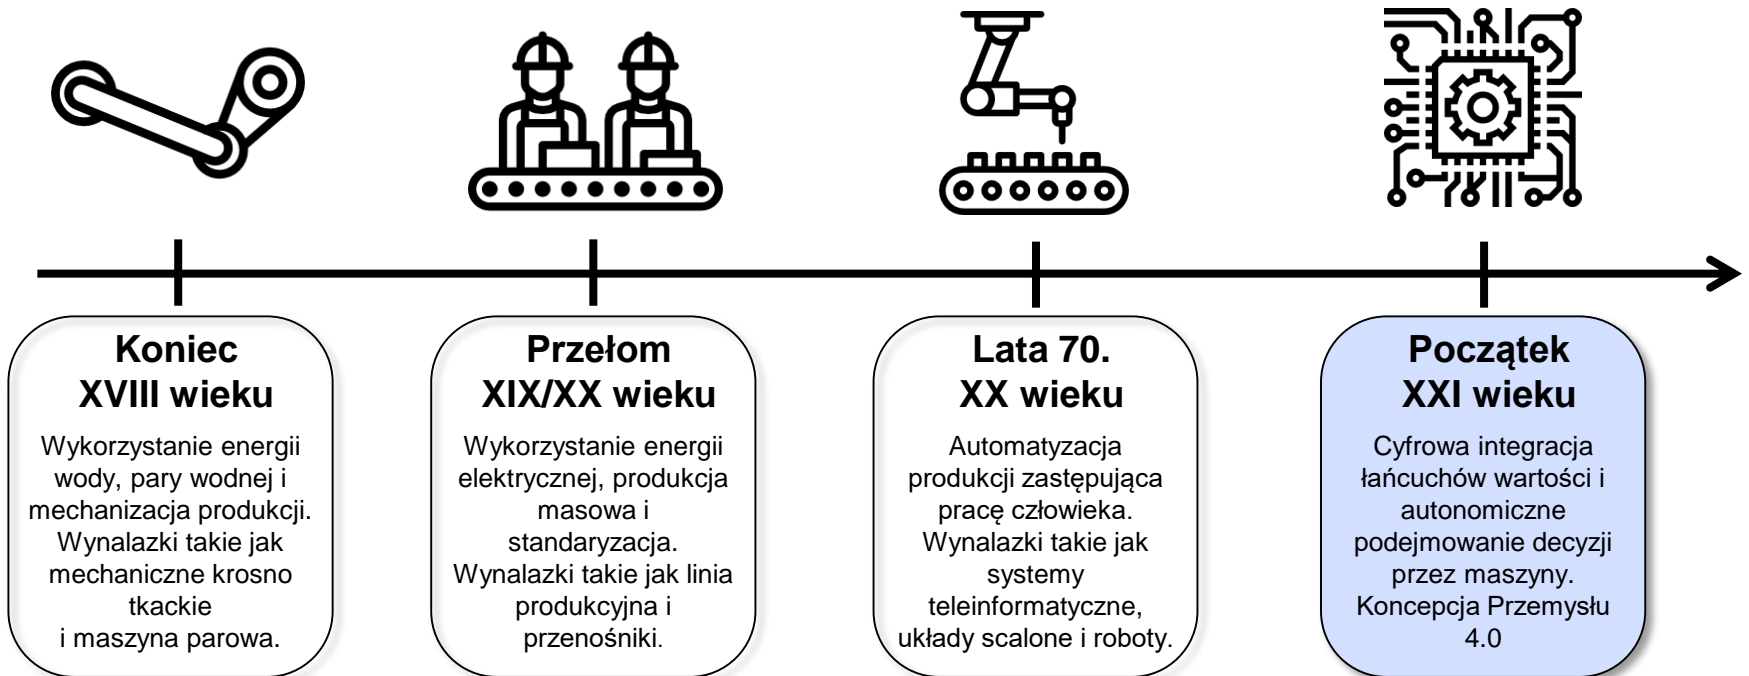 Koniec
XVIII wieku
Wykorzystanie energii
wody, pary wodnej i
mechanizacja produkcji.
Wynalazki takie jak
mechaniczne krosno
tkackie
i maszyna parowa.
Przełom
XIX/XX wieku
Wykorzystanie energii
elektrycznej, produkcja
masowa i
standaryzacja.
Wynalazki takie jak linia
produkcyjna i
przenośniki.
Lata 70.
XX wieku
Automatyzacja
produkcji zastępująca
pracę człowieka.
Wynalazki takie jak
systemy
teleinformatyczne,
układy scalone i roboty.
Początek
XXI wieku
Cyfrowa integracja
łańcuchów wartości i
autonomiczne
podejmowanie decyzji
przez maszyny.
Koncepcja Przemysłu
4.0